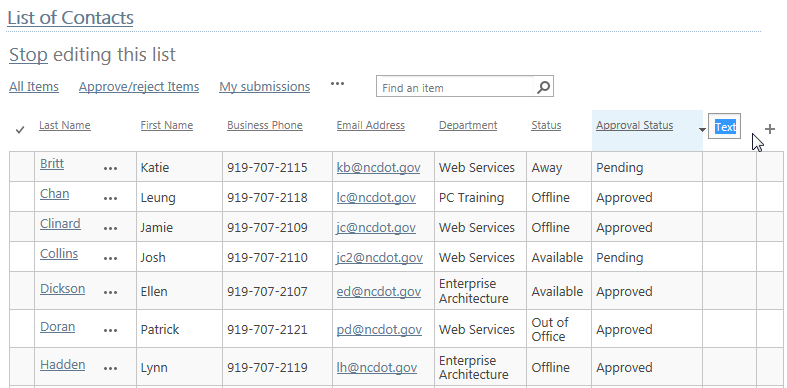 List of Contacts
Stop editing this list
All Items Approve/reject Items My submissions ••• Find an item
Last Name First Name Business Phone Email Address Department Status Approval Status Text
Britt ••• Katie 919-707-2115 kb@ncdot.gov Web Services Away Pending
Chan ••• Leung 919-707-2118 lc@ncdot.gov PC Training Offline Approved
Clinard ••• Jamie 919-707-2109 jc@ncdot.gov Web Services Offline Approved
Collins ••• Josh 919-707-2110 jc2@ncdot.gov Web Services Available Pending
Dickson ••• Ellen 919-707-2107 ed@ncdot.gov Enterprise Architecture Available Approved
Doran ••• Patrick 919-707-2121 pd@ncdot.gov Web Services Out of Office Approved
Hadden ••• Lynn 919-707-2119 lh@ncdot.gov Enterprise Architecture Offline Approved